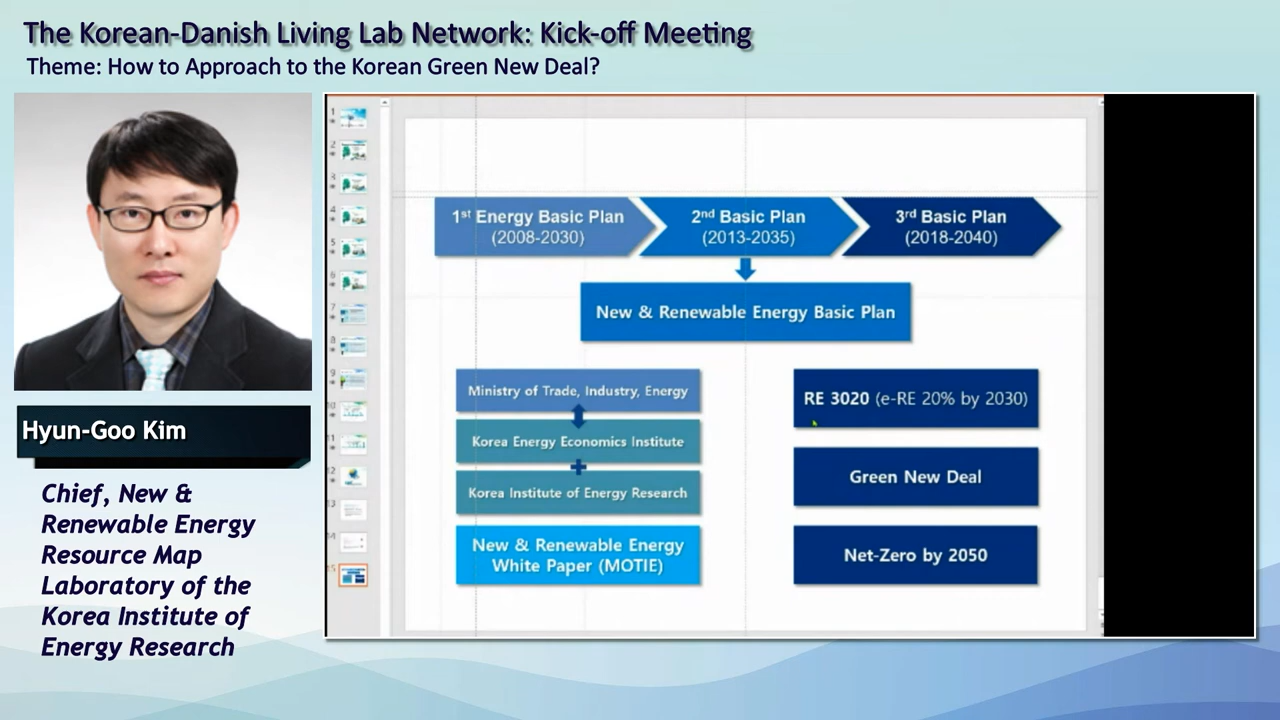 The Korean-Danish Living Lab Network: Kick-off Meeting
Theme: How to Approach to the Korean Green New Deal?
Hyun-Goo Kim
Chief, New &
Renewable Energy
Resource Map
Laboratory of the
Korea Institute of
Energy Research
1st Energy Basic Plan
(2008-2030)
2nd Basic Plan
(2013-2035)
3rd Basic Plan
(2018-2040)
New & Renewable Energy Basic Plan
Ministry of Trade, Industry, Energy
Korea Energy Economics Institute
Korea Institute of Energy Research
New & Renewable Energy
White Paper (MOTIE)
RE 3020 (e-RE 20% by 2030)
Green New Deal
Net-Zero by 2050